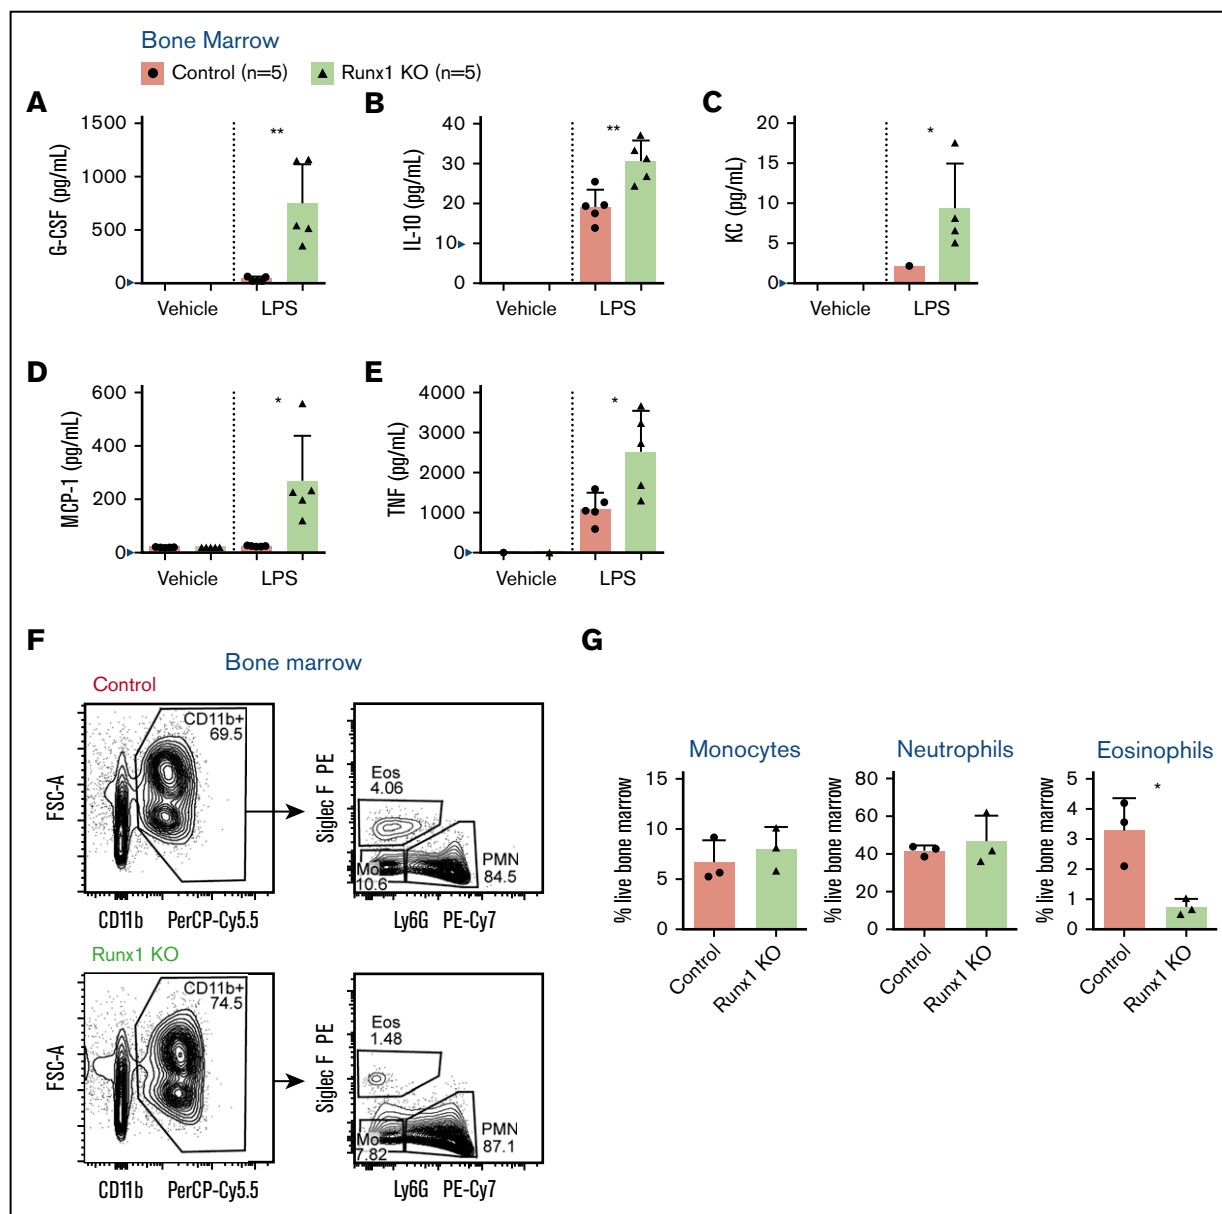 Bone Marrow
Control (n=5) Runx1 KO (n=5)
A
G-CSF (pg/mL)
1500
1000
500
0
Vehicle LPS
**
B
IL-10 (pg/mL)
40
30
20
10
0
Vehicle LPS
**
C
KC (pg/mL)
20
15
10
5
0
Vehicle LPS
*
D
MCP-1 (pg/mL)
600
400
200
0
Vehicle LPS
*
E
TNF (pg/mL)
4000
3000
2000
1000
0
Vehicle LPS
*
F
Bone marrow
Control
FSC-A
CD11b+
69.5
CD11b PerCP-Cy5.5
Siglec F PE
Eos
4.06
Mo
10.6
PMN
84.5
Ly6G PE-Cy7
Runx1 KO
FSC-A
CD11b+
74.5
CD11b PerCP-Cy5.5
Siglec F PE
Eos
1.48
Mo
7.82
PMN
87.1
Ly6G PE-Cy7
G
Monocytes
% live bone marrow
15
10
5
0
Control
Runx1 KO
Neutrophils
% live bone marrow
80
60
40
20
0
Control
Runx1 KO
Eosinophils
% live bone marrow
5
4
3
2
1
0
*
Control
Runx1 KO